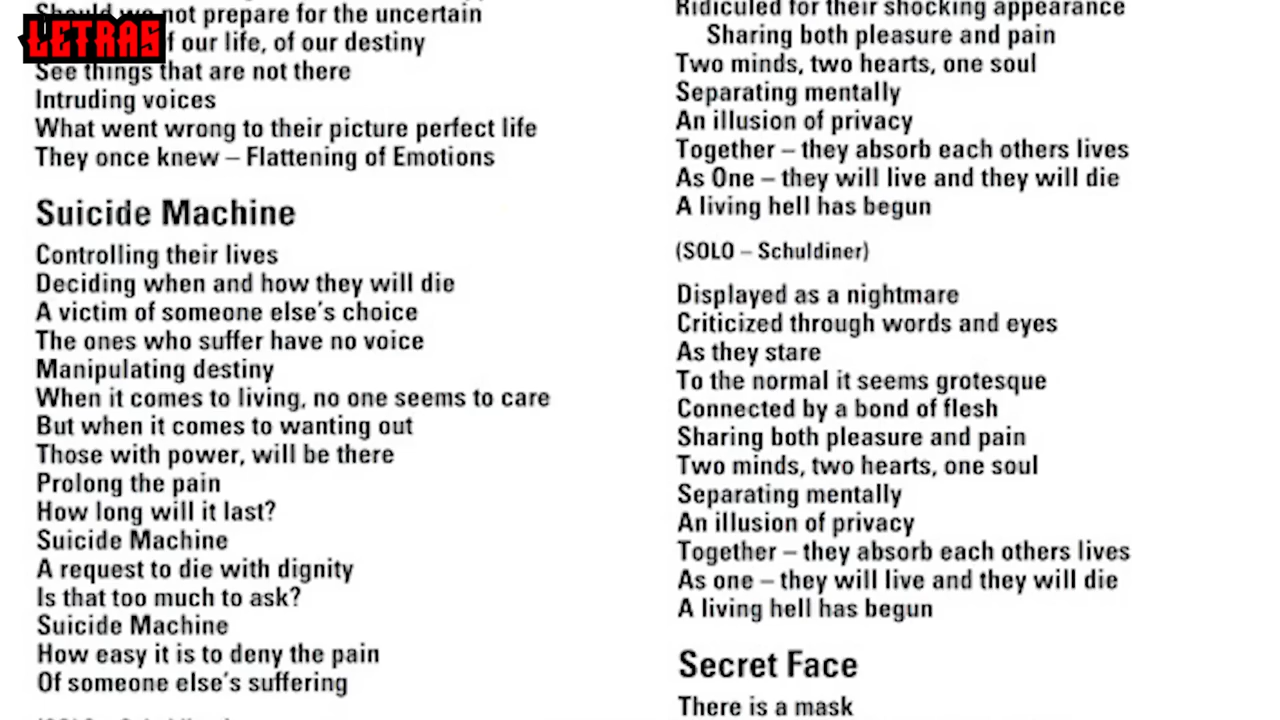 LETRAS
Should we not prepare for the uncertain
f our life, of our destiny
See things that are not there
Intruding voices
What went wrong to their picture perfect life
They once knew – Flattening of Emotions
Suicide Machine
Controlling their lives
Deciding when and how they will die
A victim of someone else's choice
The ones who suffer have no voice
Manipulating destiny
When it comes to living, no one seems to care
But when it comes to wanting out
Those with power, will be there
Prolong the pain
How long will it last?
Suicide Machine
A request to die with dignity
Is that too much to ask?
Suicide Machine
How easy it is to deny the pain
Of someone else's suffering
Ridiculed for their shocking appearance
Sharing both pleasure and pain
Two minds, two hearts, one soul
Separating mentally
An illusion of privacy
Together – they absorb each others lives
As One – they will live and they will die
A living hell has begun
(SOLO – Schuldiner)
Displayed as a nightmare
Criticized through words and eyes
As they stare
To the normal it seems grotesque
Connected by a bond of flesh
Sharing both pleasure and pain
Two minds, two hearts, one soul
Separating mentally
An illusion of privacy
Together – they absorb each others lives
As one – they will live and they will die
A living hell has begun
Secret Face
There is a mask